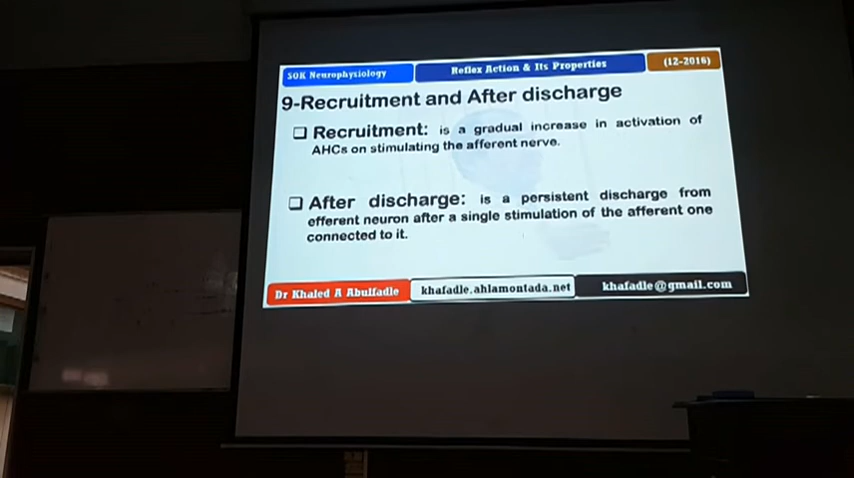 SOK Neurophysiology
Reflex Action & Its Properties
(12-2016)
9-Recruitment and After discharge
❑ Recruitment: is a gradual increase in activation of
AHCs on stimulating the afferent nerve.
❑ After discharge: is a persistent discharge from
efferent neuron after a single stimulation of the afferent one
connected to it.
Dr Khaled A Abulfadle
khafadle.ahlamontada.net
khafadle@gmail.com